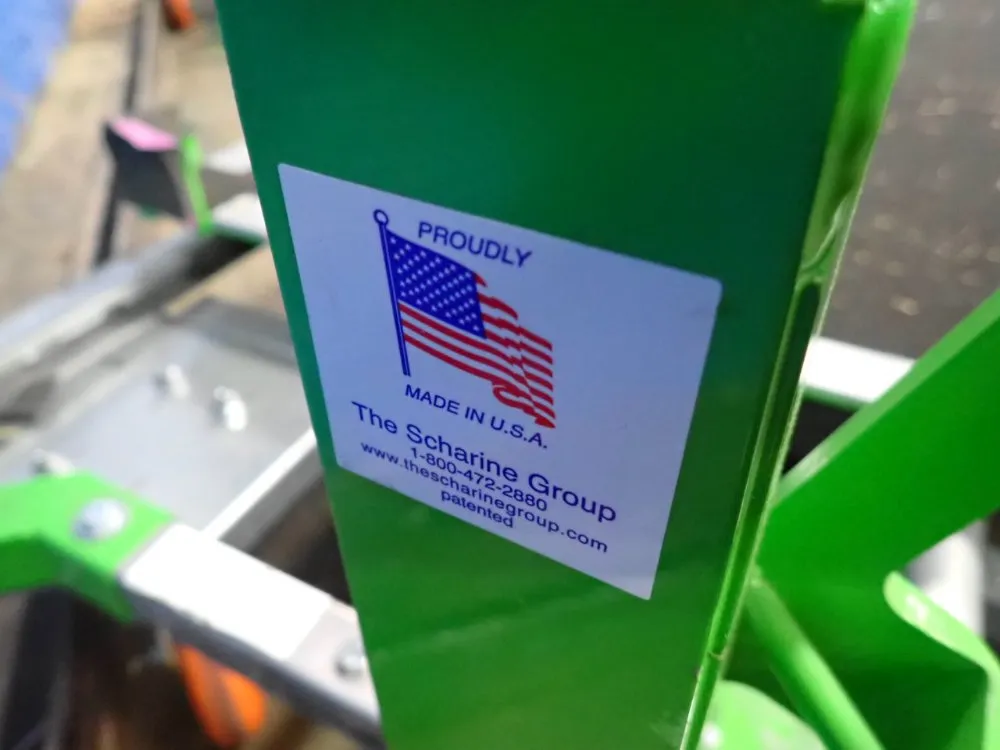 PROUDLY
MADE IN U.S.A.
The Scharine Group
1-800-472-2880
www.thescharinegroup.com
patented